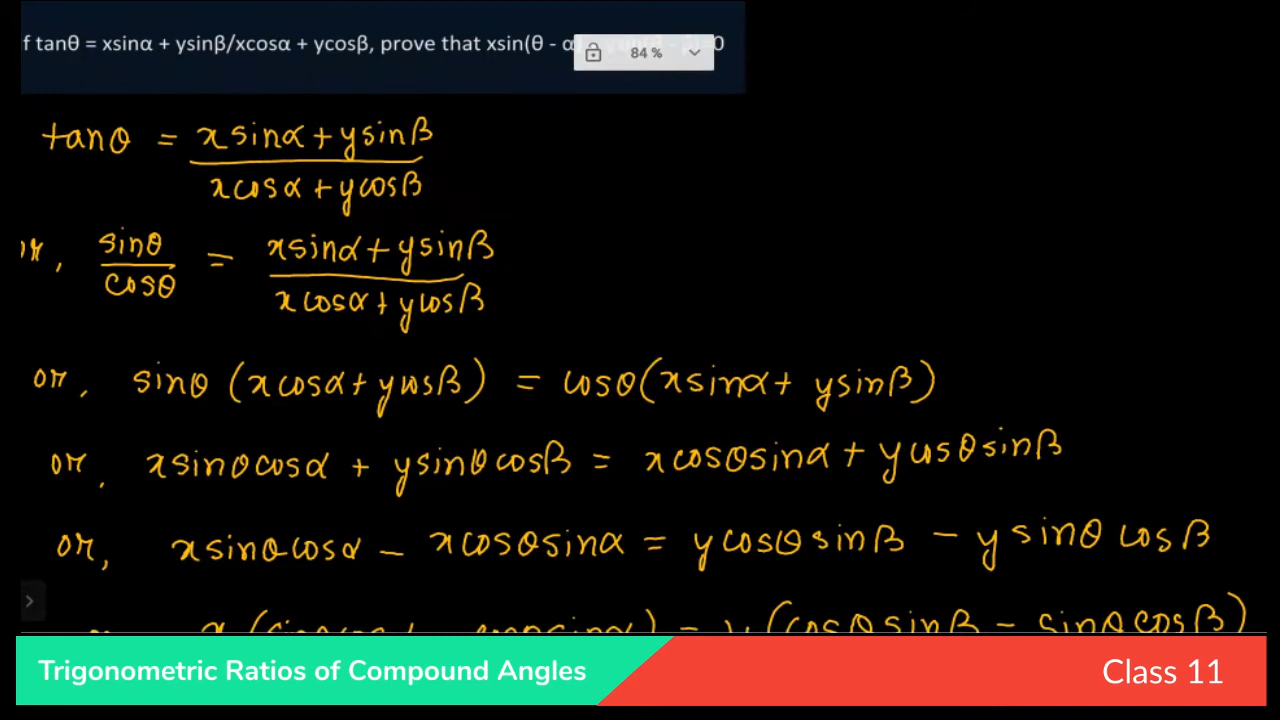 f tanθ = xsinα + ysinβ/xcosα + ycosβ, prove that xsin(θ - α
84 %
0
tanθ = xsinα + ysinβ
xcosα + ycosβ
or, sinθ = xsinα + ysinβ
cosθ xcosα + ycosβ
or, sinθ (xcosα + ycosβ) = cosθ(xsinα + ysinβ)
or, xsinθcosα + ysinθcosβ = xcosθsinα + ycosθsinβ
or, xsinθcosα - xcosθsinα = ycosθsinβ - ysinθcosβ
= y(cosθsinβ - sinθcosβ)
Trigonometric Ratios of Compound Angles
Class 11